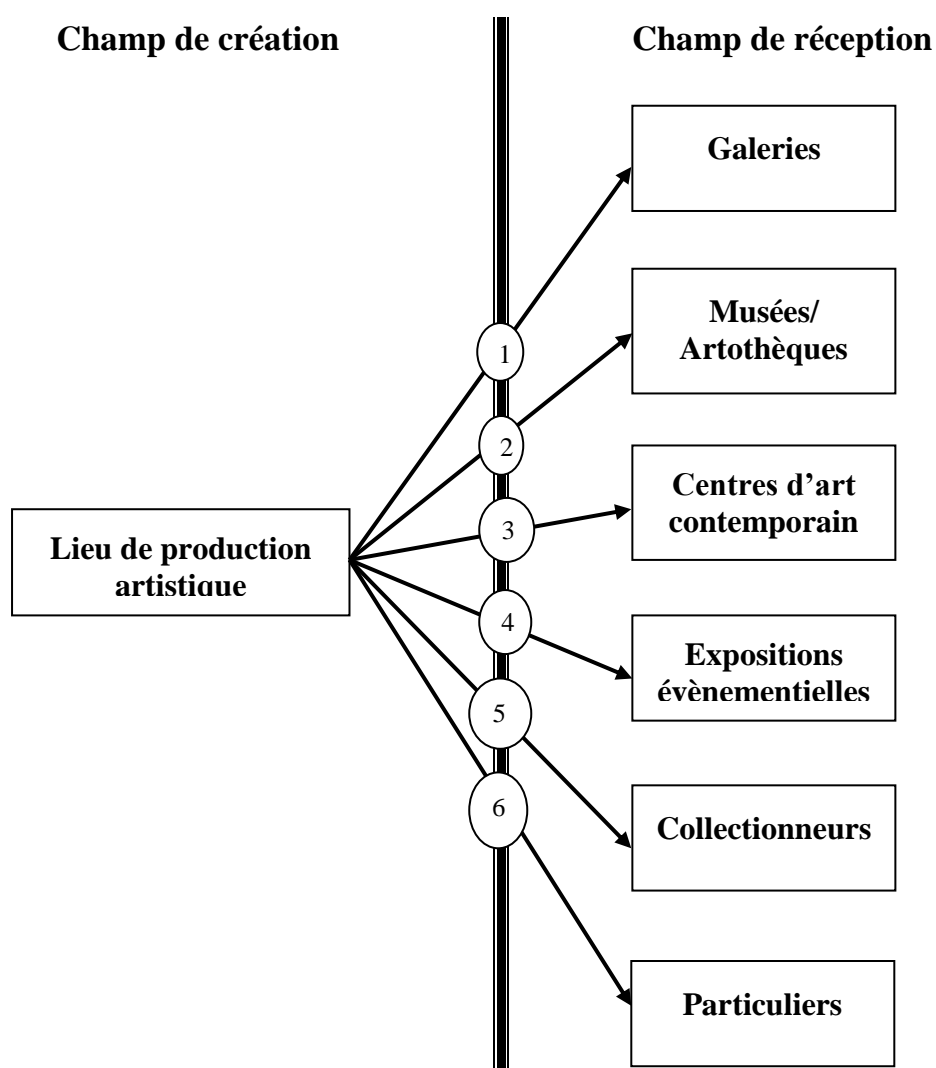 Champ de création
Champ de réception
Galeries
Musées/
Artothèques
Centres d'art
contemporain
Lieu de production
artistique
Expositions
évènementielles
Collectionneurs
Particuliers
1
2
3
4
5
6